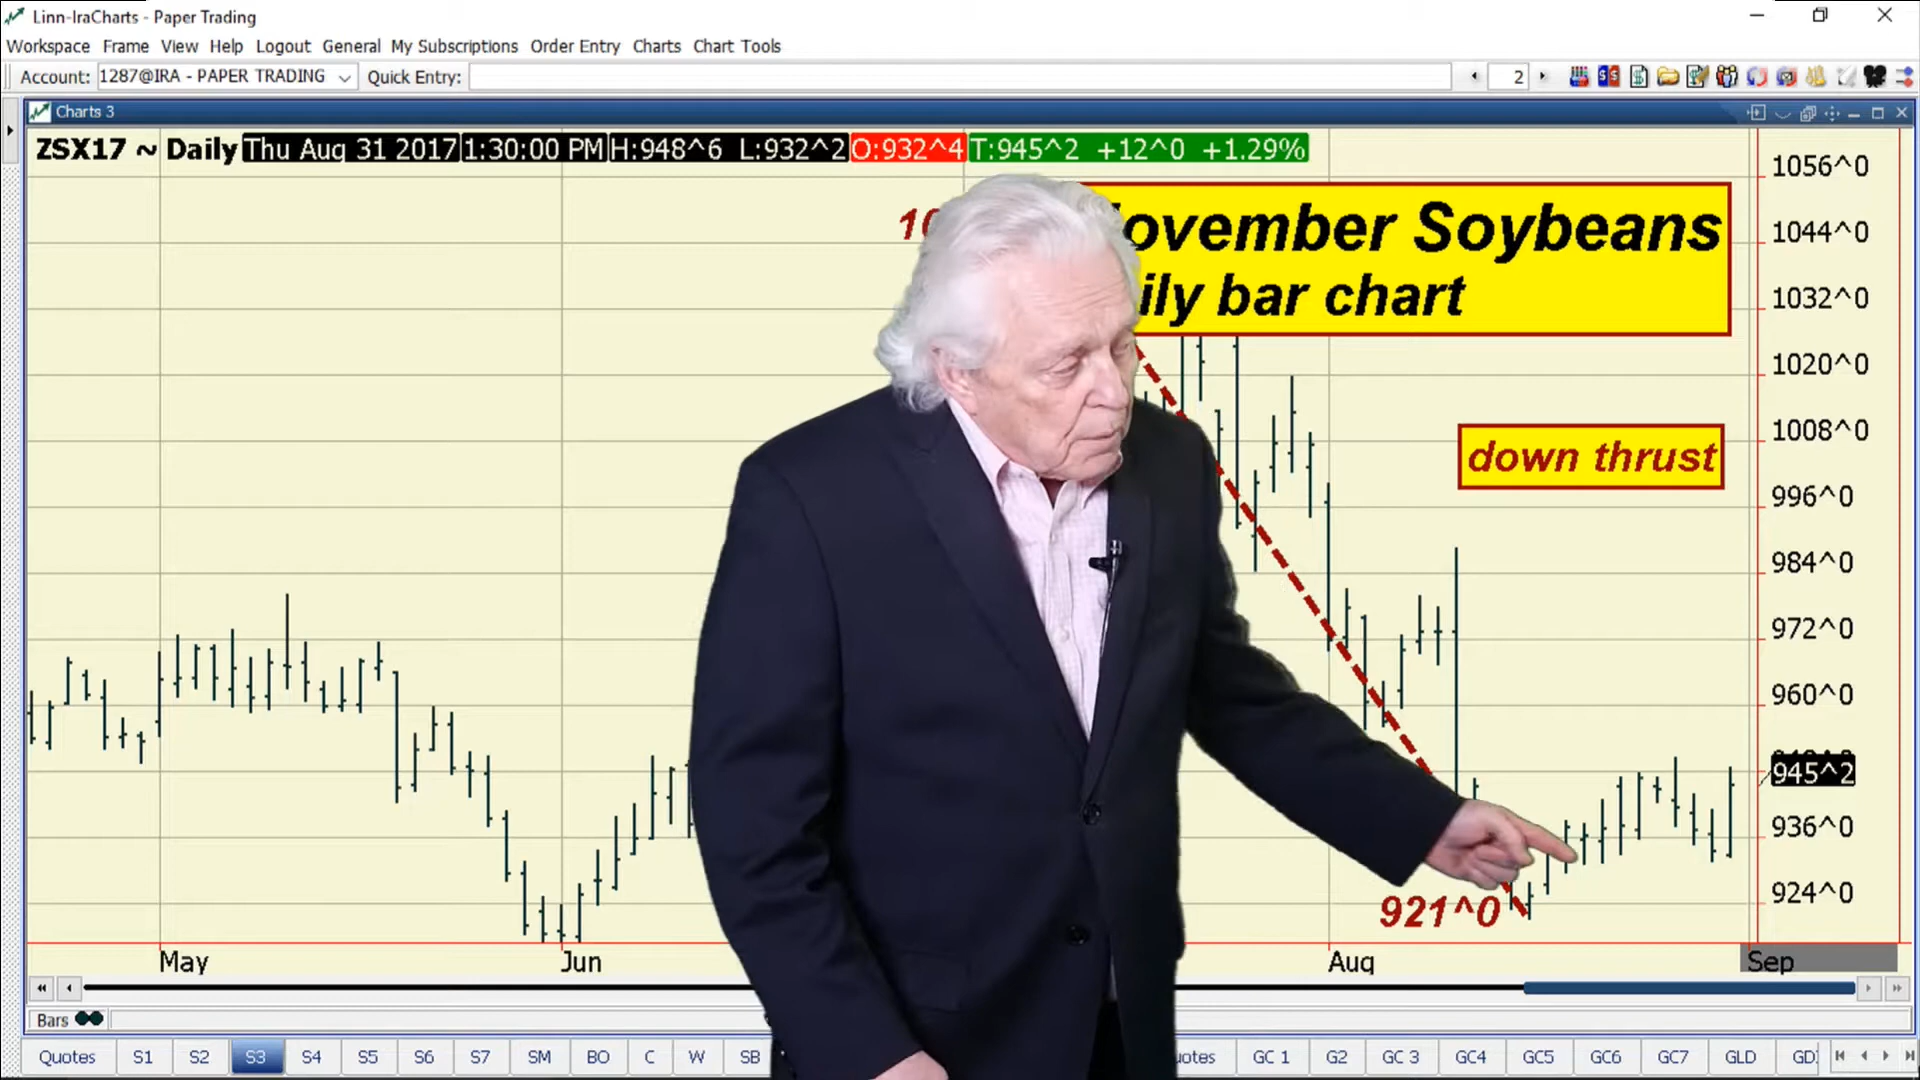 Linn-IraCharts - Paper Trading
Workspace Frame View Help Logout General My Subscriptions Order Entry Charts Chart Tools
Account: 1287@IRA - PAPER TRADING Quick Entry: 2
Charts 3
ZSX17 ~ Daily Thu Aug 31 2017 1:30:00 PM H:948^6 L:932^2 O:932^4 T:945^2 +12^0 +1.29%
1056^0
10
ovember Soybeans
1044^0
ily bar chart
1032^0
1020^0
1008^0
down thrust
996^0
984^0
972^0
960^0
945^2
936^0
924^0
921^0
May Jun Aug Sep
Bars
Quotes S1 S2 S3 S4 S5 S6 S7 SM BO C W SB uotes GC 1 G2 GC 3 GC4 GC5 GC6 GC7 GLD GD